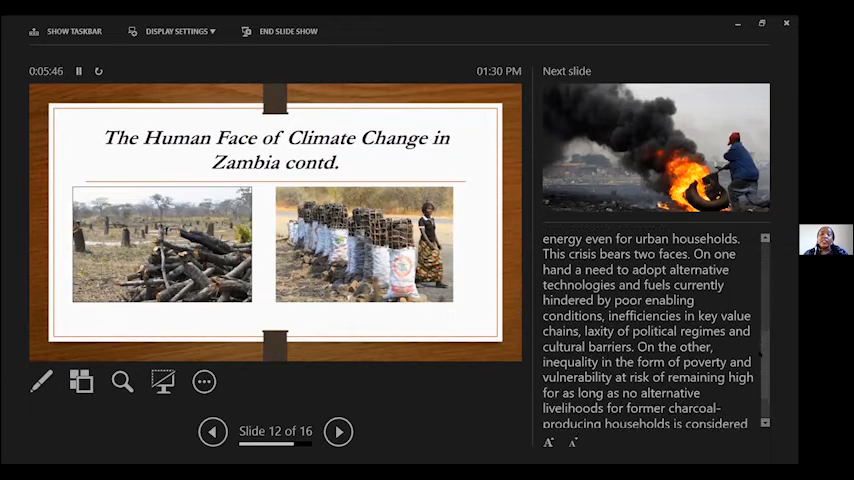 SHOW TASKBAR
DISPLAY SETTINGS ▾
END SLIDE SHOW
0:05:46
01:30 PM
Next slide
The Human Face of Climate Change in
Zambia contd.
energy even for urban households.
This crisis bears two faces. On one
hand a need to adopt alternative
technologies and fuels currently
hindered by poor enabling
conditions, inefficiencies in key value
chains, laxity of political regimes and
cultural barriers. On the other,
inequality in the form of poverty and
vulnerability at risk of remaining high
for as long as no alternative
livelihoods for former charcoal-
producing households is considered
Slide 12 of 16
A A